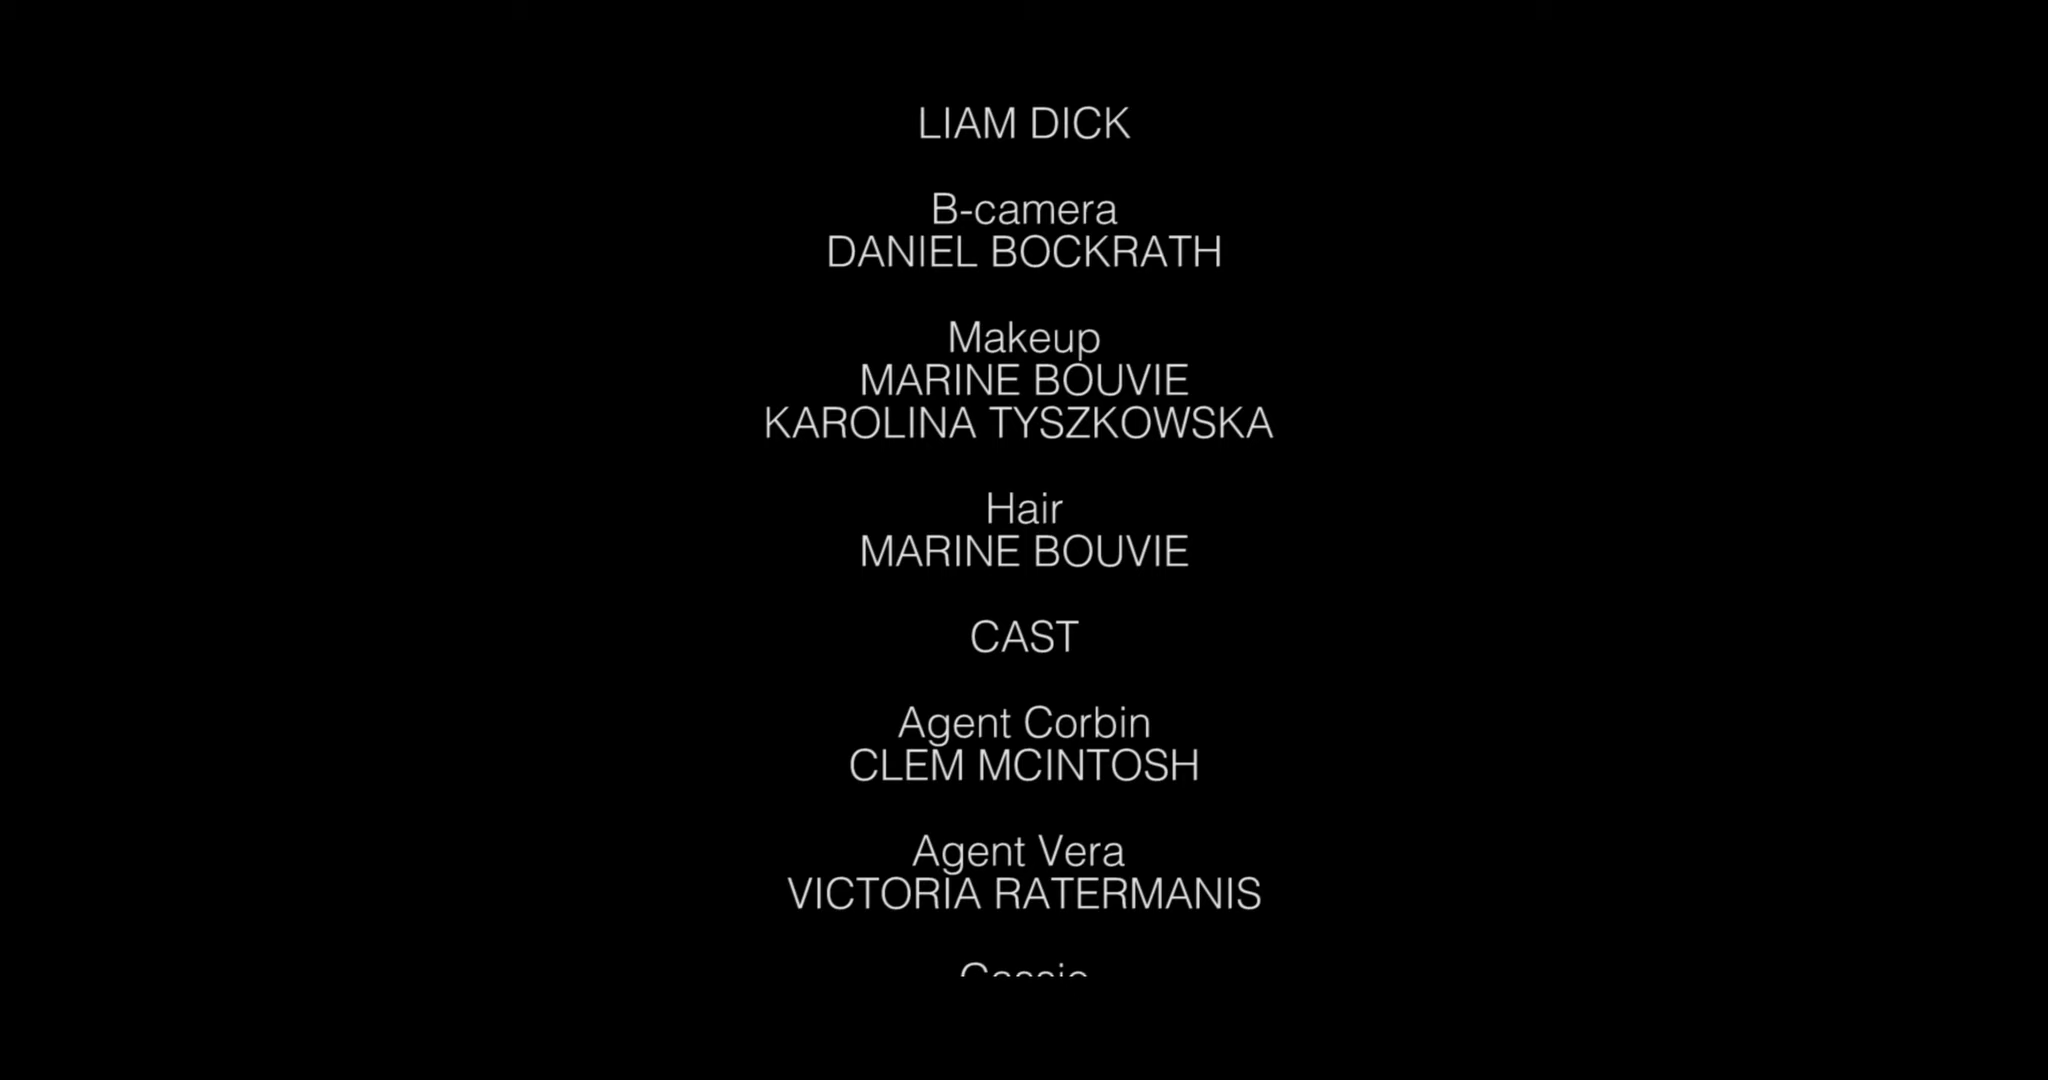 LIAM DICK
B-camera
DANIEL BOCKRATH
Makeup
MARINE BOUVIE
KAROLINA TYSZKOWSKA
Hair
MARINE BOUVIE
CAST
Agent Corbin
CLEM MCINTOSH
Agent Vera
VICTORIA RATERMANIS